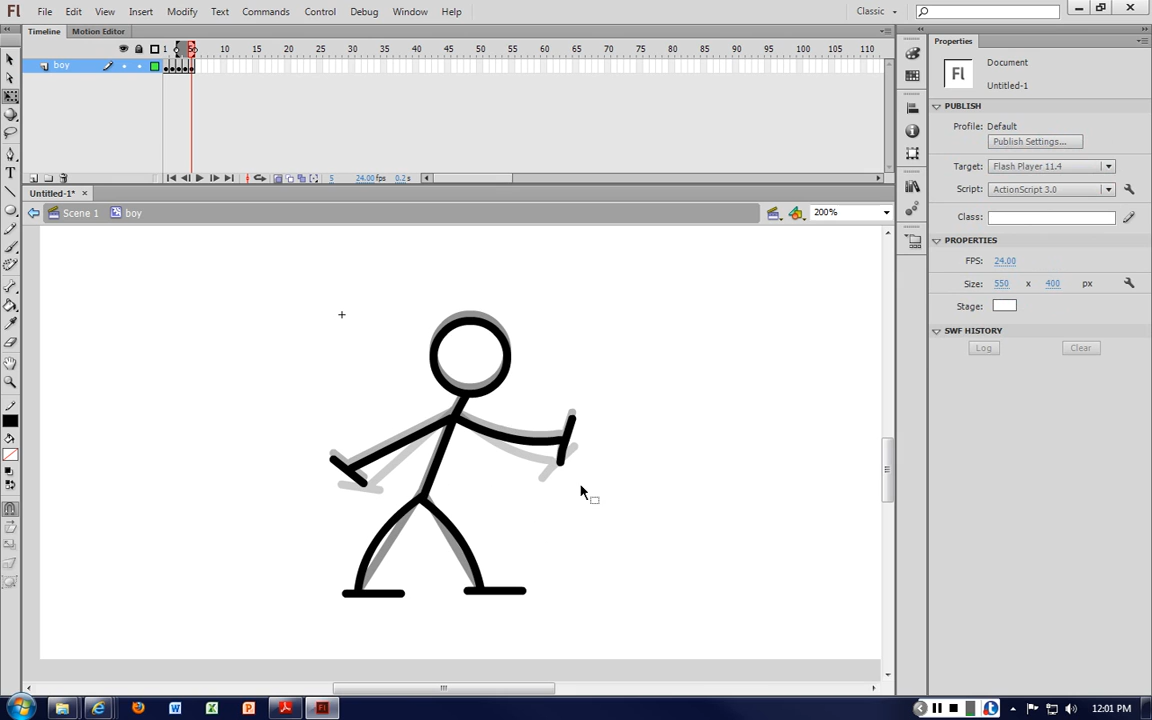 Fl File Edit View Insert Modify Text Commands Control Debug Window Help Classic
Timeline Motion Editor Properties
1 5 10 15 20 25 30 35 40 45 50 55 60 65 70 75 80 85 90 95 100 105 110
boy
Fl Document
Untitled-1
PUBLISH
Profile: Default
Publish Settings...
Target: Flash Player 11.4
5 24.00 fps 0.2 s
Script: ActionScript 3.0
Untitled-1*
Scene 1 boy 200%
Class:
PROPERTIES
FPS: 24.00
Size: 550 x 400 px
Stage:
SWF HISTORY
Log Clear
12:01 PM